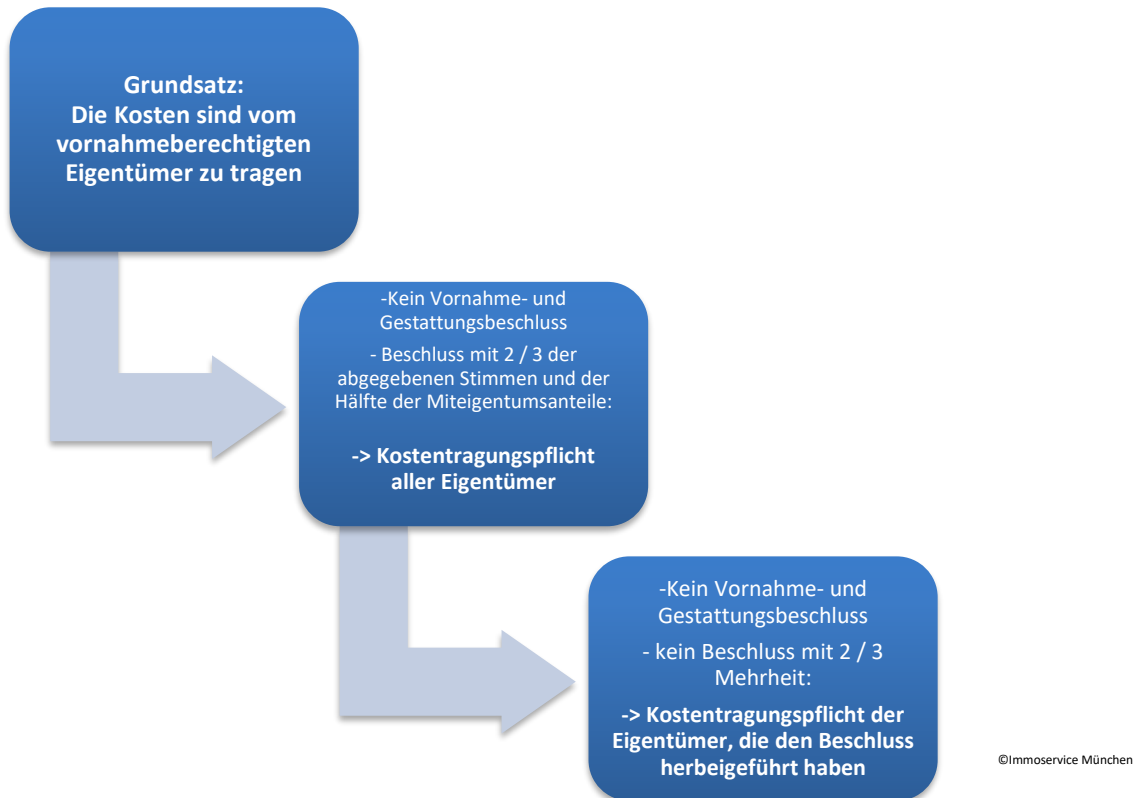 Grundsatz:
Die Kosten sind vom
vornahmeberechtigten
Eigentümer zu tragen
-Kein Vornahme- und
Gestattungsbeschluss
- Beschluss mit 2 / 3 der
abgegebenen Stimmen und der
Hälfte der Miteigentumsanteile:
-> Kostentragungspflicht
aller Eigentümer
-Kein Vornahme- und
Gestattungsbeschluss
- kein Beschluss mit 2 / 3
Mehrheit:
-> Kostentragungspflicht der
Eigentümer, die den Beschluss
herbeigeführt haben
©Immoservice München